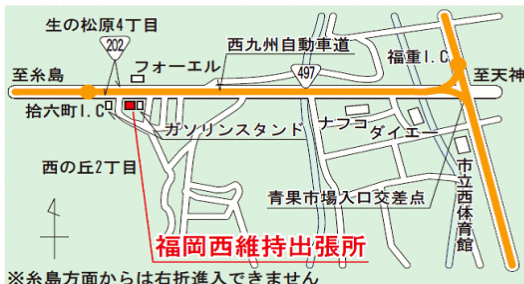 生の松原4丁目
202
フォーエル
西九州自動車道
497
福重I.C
至糸島
至天神
拾六町I.C
ガソリンスタンド
ナフコ
ダイエー
西の丘2丁目
青果市場入口交差点
市立西体育館
福岡西維持出張所
※糸島方面からは右折進入できません